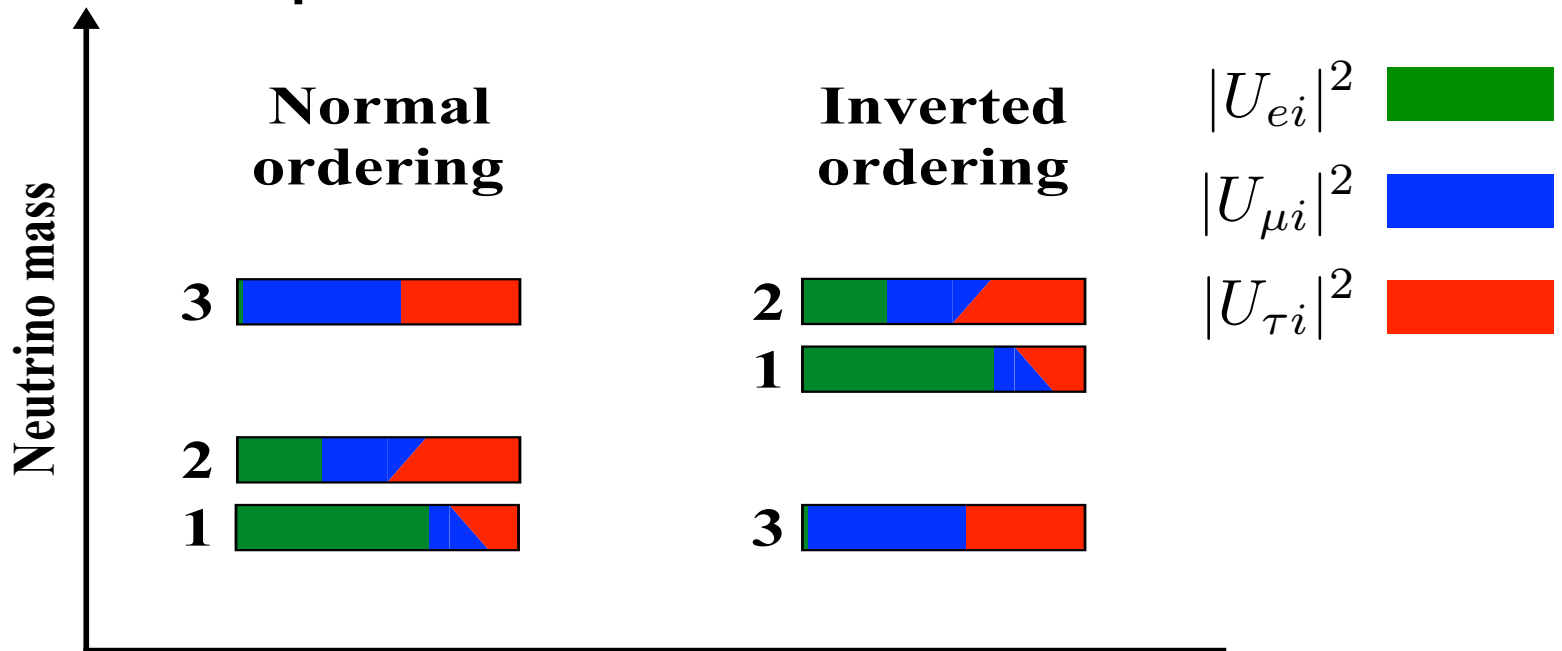 Neutrino mass
Normal
ordering
3
2
1
Inverted
ordering
2
1
3
|U_{ei}|^2
|U_{μi}|^2
|U_{τi}|^2